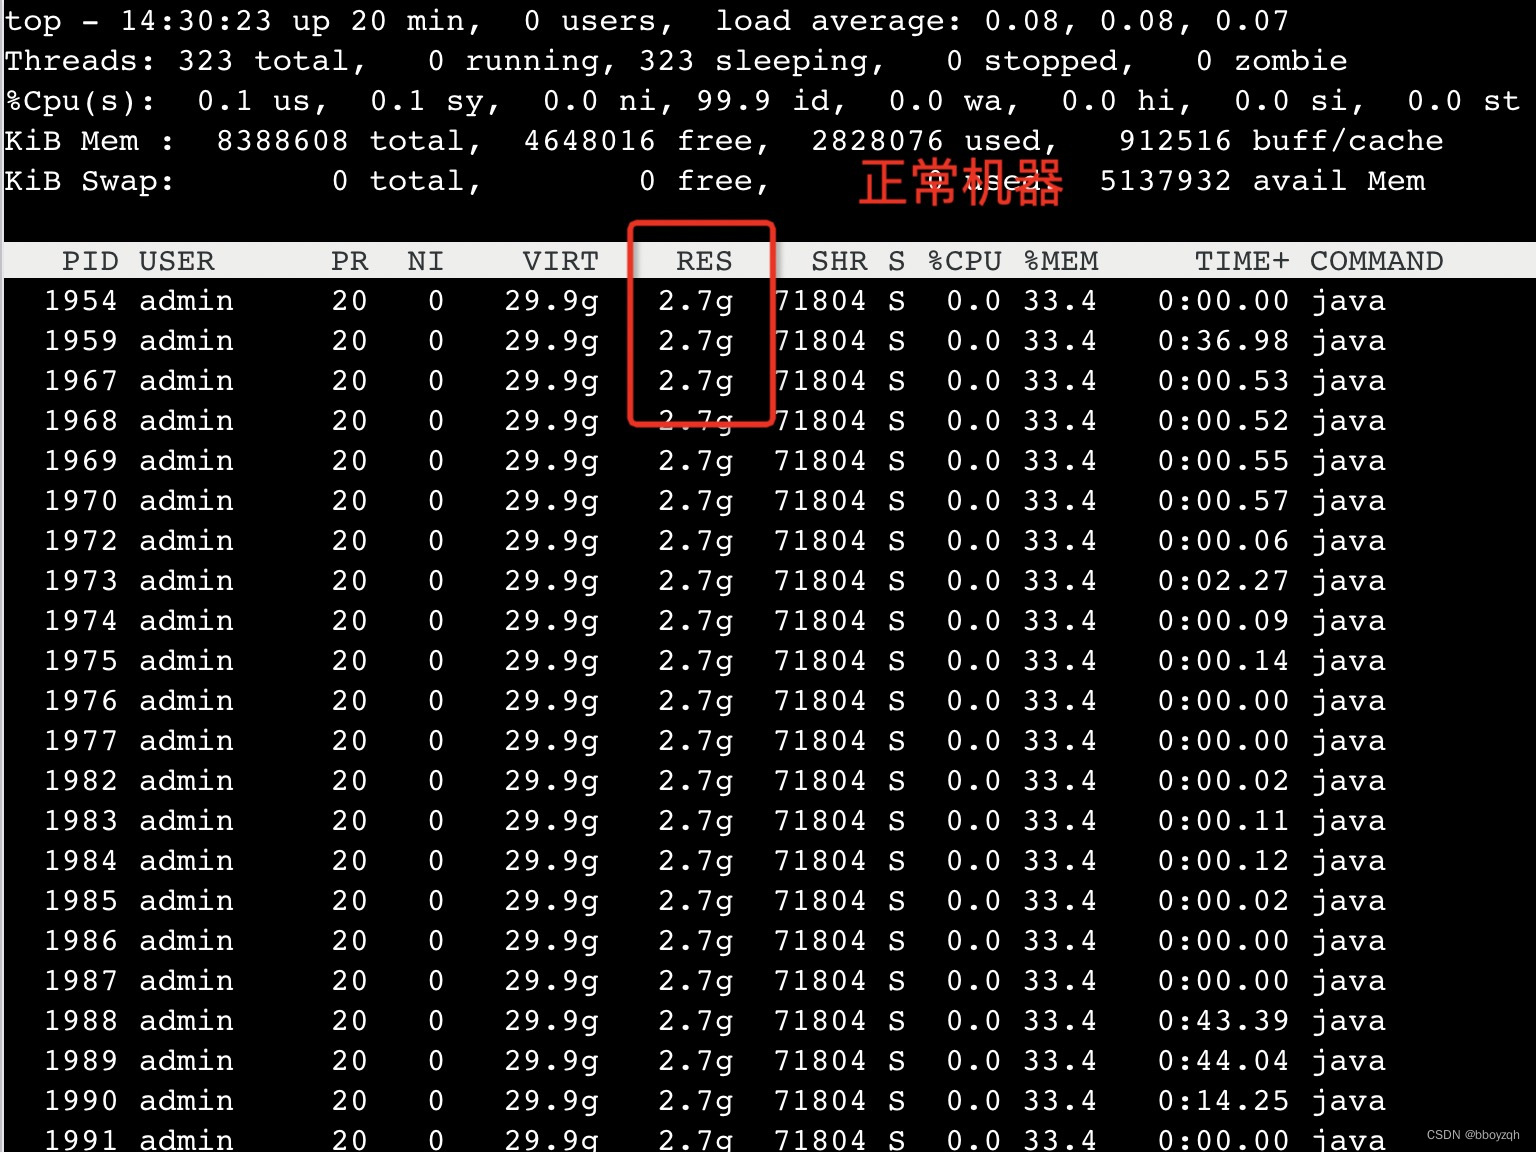 top - 14:30:23 up 20 min,  0 users,  load average: 0.08, 0.08, 0.07
Threads: 323 total,   0 running, 323 sleeping,   0 stopped,   0 zombie
%Cpu(s):  0.1 us,  0.1 sy,  0.0 ni, 99.9 id,  0.0 wa,  0.0 hi,  0.0 si,  0.0 st
KiB Mem :  8388608 total,  4648016 free,  2828076 used,   912516 buff/cache
KiB Swap:        0 total,        0 free,        0 used.  5137932 avail Mem
正常机器
PID USER      PR  NI    VIRT    RES    SHR S %CPU %MEM     TIME+ COMMAND
1954 admin     20   0   29.9g   2.7g  71804 S  0.0 33.4   0:00.00 java
1959 admin     20   0   29.9g   2.7g  71804 S  0.0 33.4   0:36.98 java
1967 admin     20   0   29.9g   2.7g  71804 S  0.0 33.4   0:00.53 java
1968 admin     20   0   29.9g   2.7g  71804 S  0.0 33.4   0:00.52 java
1969 admin     20   0   29.9g   2.7g  71804 S  0.0 33.4   0:00.55 java
1970 admin     20   0   29.9g   2.7g  71804 S  0.0 33.4   0:00.57 java
1972 admin     20   0   29.9g   2.7g  71804 S  0.0 33.4   0:00.06 java
1973 admin     20   0   29.9g   2.7g  71804 S  0.0 33.4   0:02.27 java
1974 admin     20   0   29.9g   2.7g  71804 S  0.0 33.4   0:00.09 java
1975 admin     20   0   29.9g   2.7g  71804 S  0.0 33.4   0:00.14 java
1976 admin     20   0   29.9g   2.7g  71804 S  0.0 33.4   0:00.00 java
1977 admin     20   0   29.9g   2.7g  71804 S  0.0 33.4   0:00.00 java
1982 admin     20   0   29.9g   2.7g  71804 S  0.0 33.4   0:00.02 java
1983 admin     20   0   29.9g   2.7g  71804 S  0.0 33.4   0:00.11 java
1984 admin     20   0   29.9g   2.7g  71804 S  0.0 33.4   0:00.12 java
1985 admin     20   0   29.9g   2.7g  71804 S  0.0 33.4   0:00.02 java
1986 admin     20   0   29.9g   2.7g  71804 S  0.0 33.4   0:00.00 java
1987 admin     20   0   29.9g   2.7g  71804 S  0.0 33.4   0:00.00 java
1988 admin     20   0   29.9g   2.7g  71804 S  0.0 33.4   0:43.39 java
1989 admin     20   0   29.9g   2.7g  71804 S  0.0 33.4   0:44.04 java
1990 admin     20   0   29.9g   2.7g  71804 S  0.0 33.4   0:14.25 java
1991 admin     20   0   29.9g   2.7g  71804 S  0.0 33.4   0:00.00 java
CSDN @bboyzqh